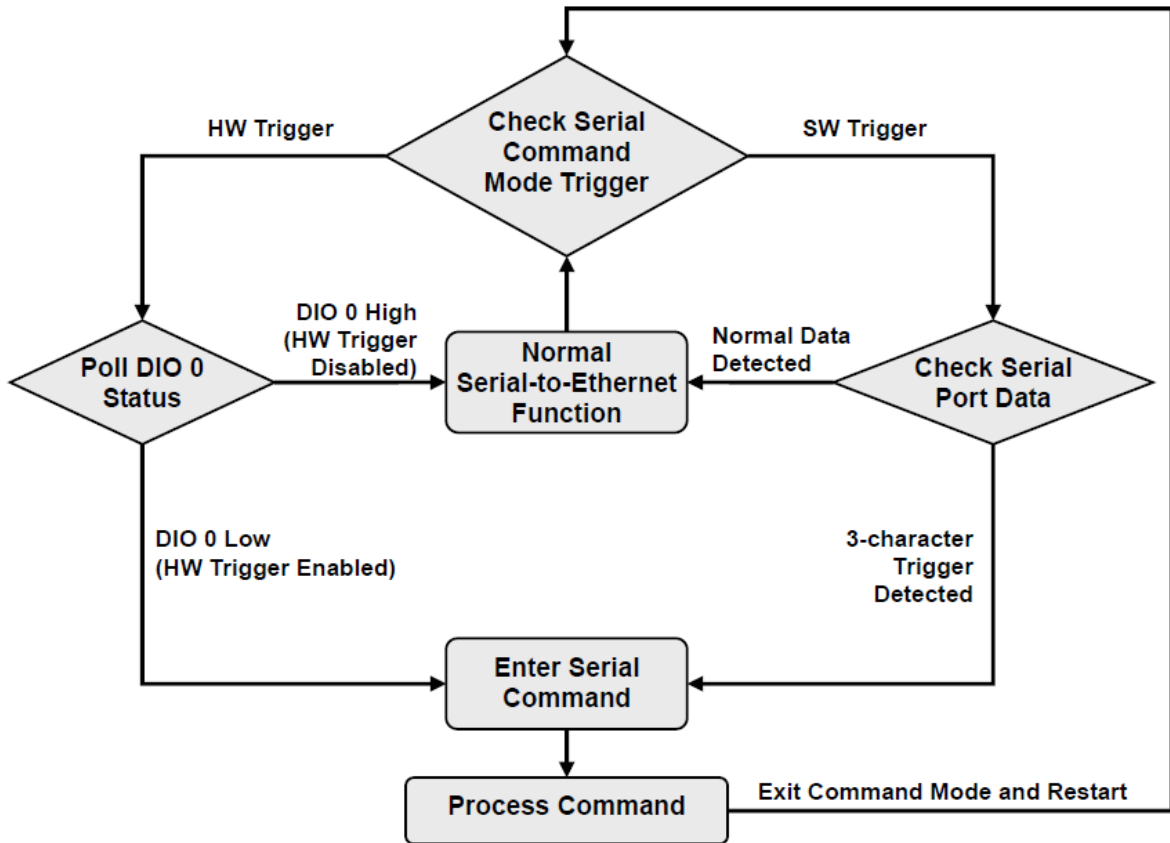 Check Serial
Command
Mode Trigger
HW Trigger
SW Trigger
DIO 0 High
(HW Trigger
Disabled)
Normal Data
Detected
Poll DIO 0
Status
Normal
Serial-to-Ethernet
Function
Check Serial
Port Data
DIO 0 Low
(HW Trigger Enabled)
3-character
Trigger
Detected
Enter Serial
Command
Process Command
Exit Command Mode and Restart